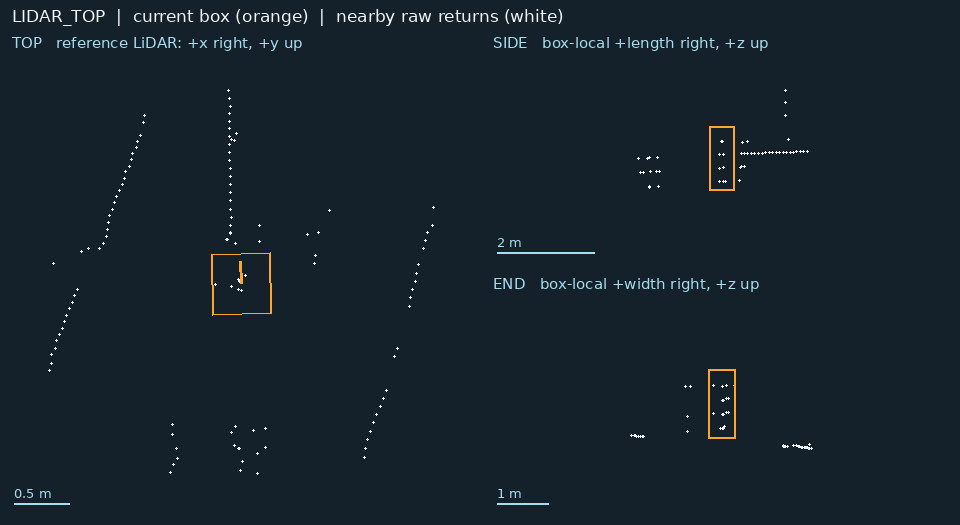 LIDAR_TOP | current box (orange) | nearby raw returns (white)
TOP reference LiDAR: +x right, +y up
SIDE box-local +length right, +z up
2 m
END box-local +width right, +z up
0.5 m
1 m